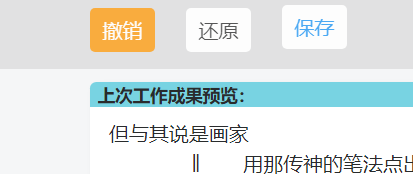 撤销 还原 保存
上次工作成果预览：
但与其说是画家
‖ 用那传神的笔法点出